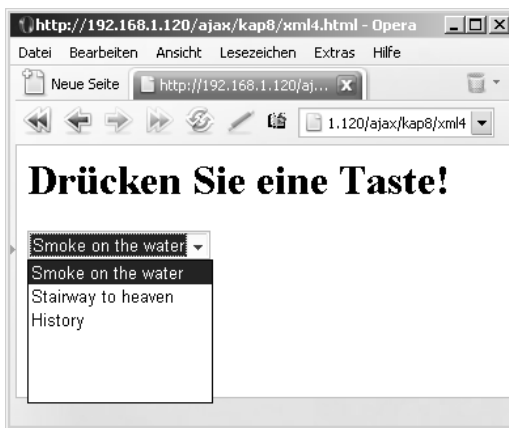 http://192.168.1.120/ajax/kap8/xml4.html - Opera
Datei Bearbeiten Ansicht Lesezeichen Extras Hilfe
Neue Seite http://192.168.1.120/aj...
1.120/ajax/kap8/xml4
Drücken Sie eine Taste!
Smoke on the water
Smoke on the water
Stairway to heaven
History